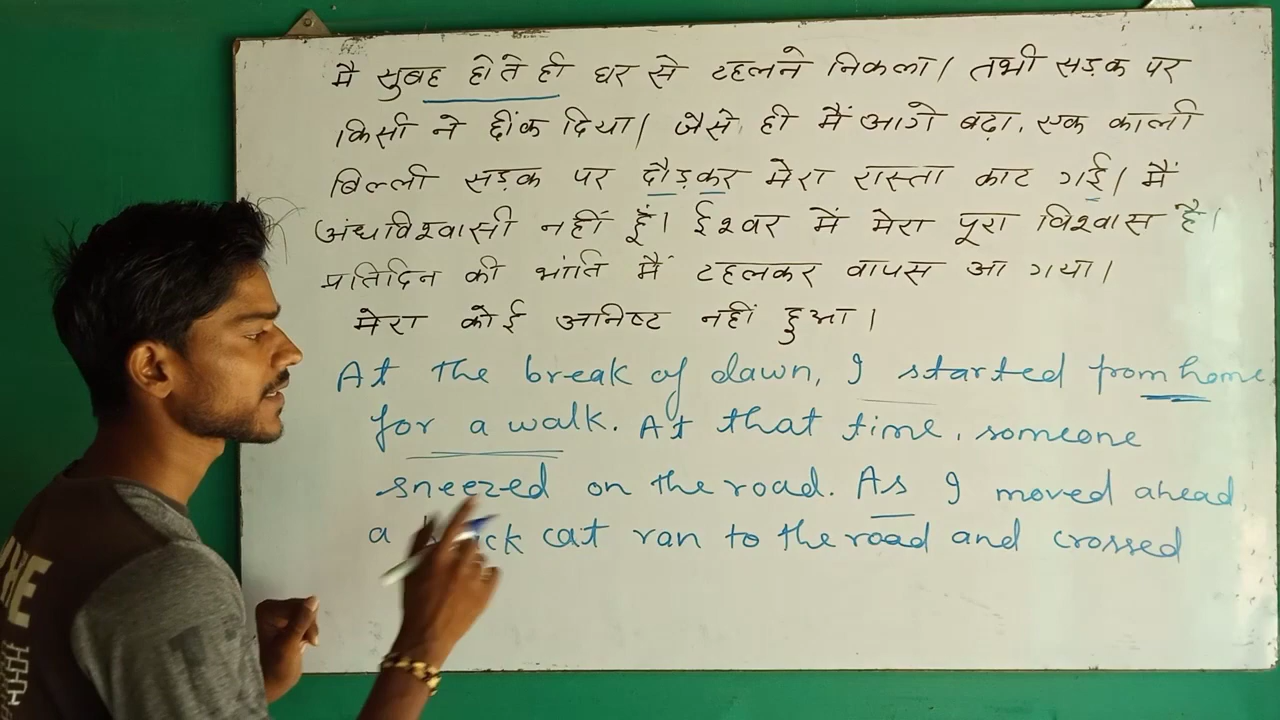 मै सुबह होते ही घर से टहलने निकला। तभी सड़क पर
किसी ने छींक दिया। जैसे ही मैं आगे बढ़ा, एक काली
बिल्ली सड़क पर दौड़कर मेरा रास्ता काट गई। मैं
अंधविश्वासी नहीं हूँ। ईश्वर में मेरा पूरा विश्वास है।
प्रतिदिन की भांति मैं टहलकर वापस आ गया।
मेरा कोई अनिष्ट नहीं हुआ।
At the break of dawn, I started from home
for a walk. At that time, someone
sneezed on the road. As I moved ahead,
a cat ran to the road and crossed
HE